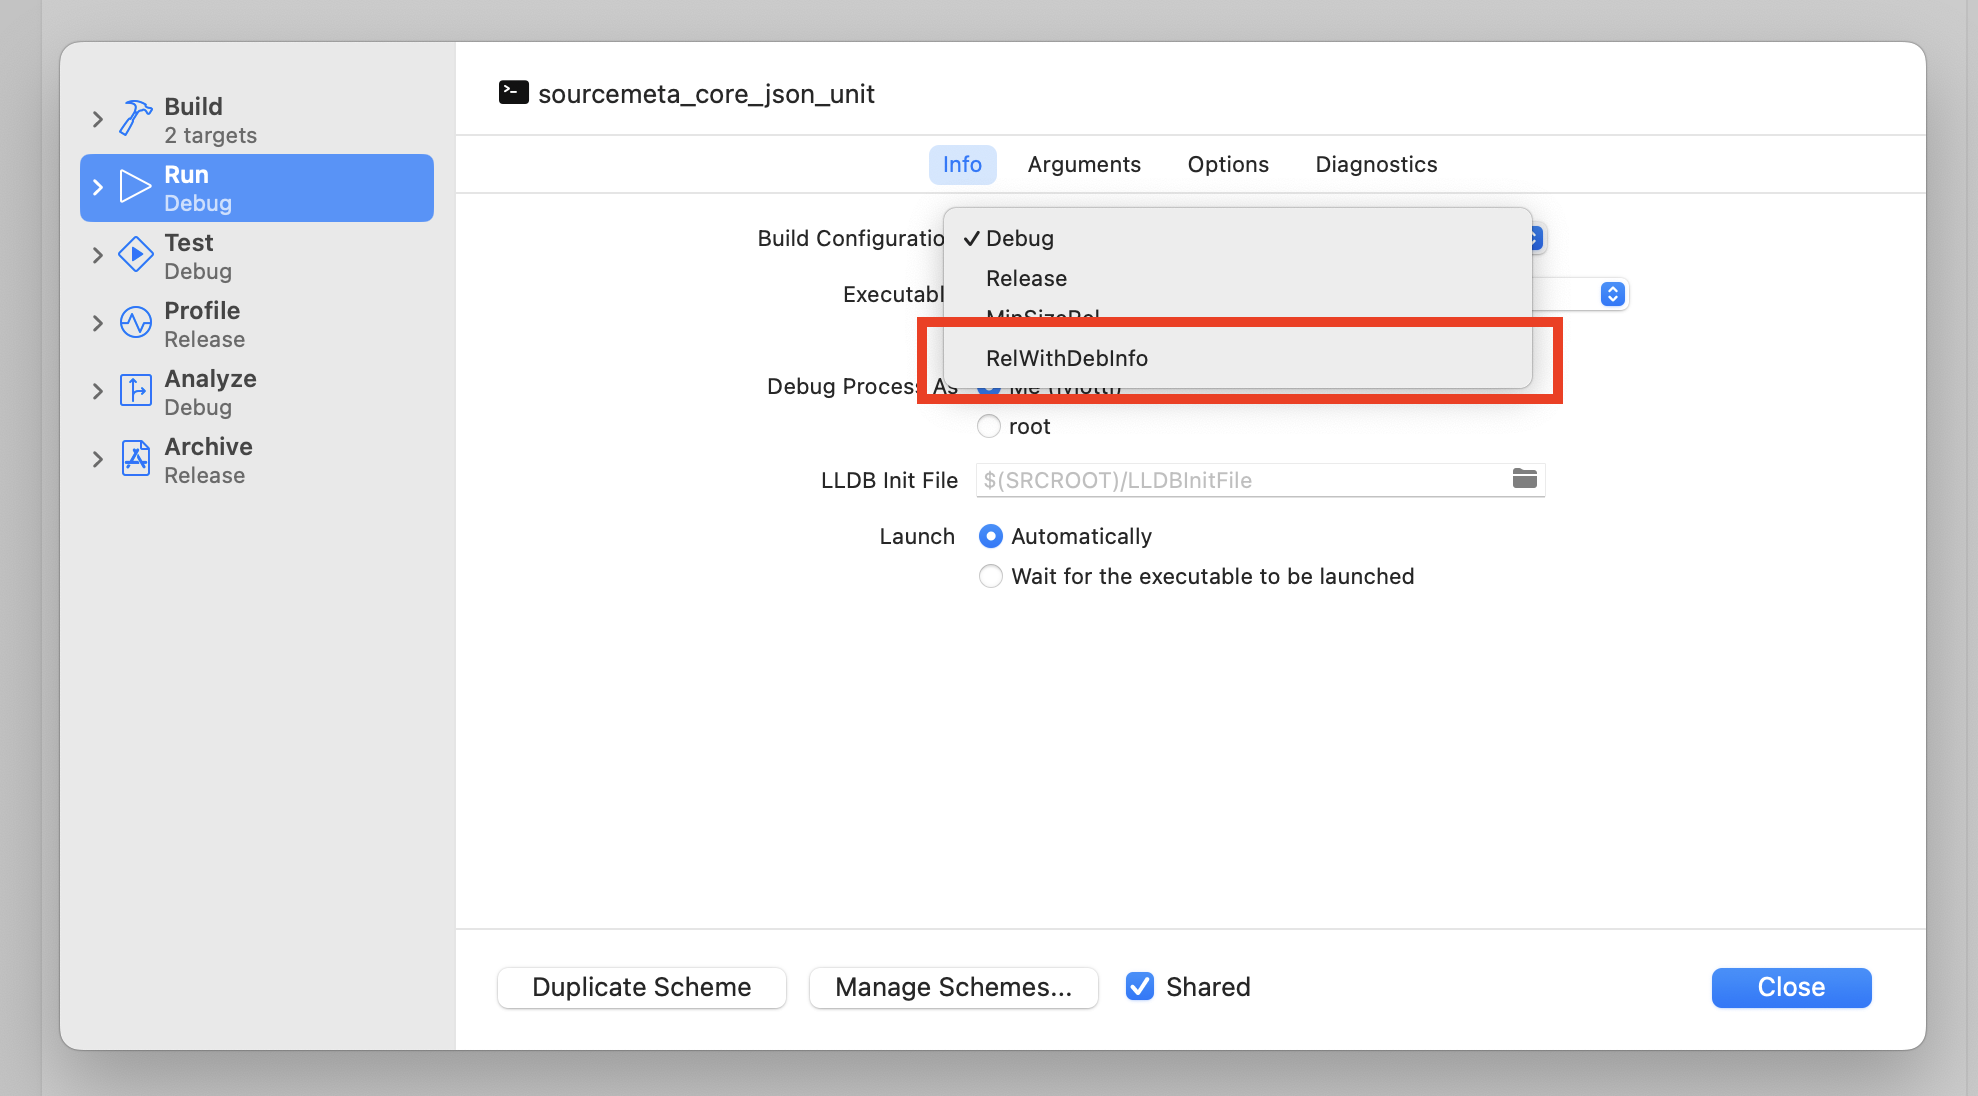 Build
2 targets
Run
Debug
Test
Debug
Profile
Release
Analyze
Debug
Archive
Release
sourcemeta_core_json_unit
Info Arguments Options Diagnostics
Build Configuratio
Debug
Release
MinSizeRel
RelWithDebInfo
Executabl
Debug Process As
Me
root
LLDB Init File $(SRCROOT)/LLDBInitFile
Launch Automatically
Wait for the executable to be launched
Duplicate Scheme Manage Schemes... Shared Close